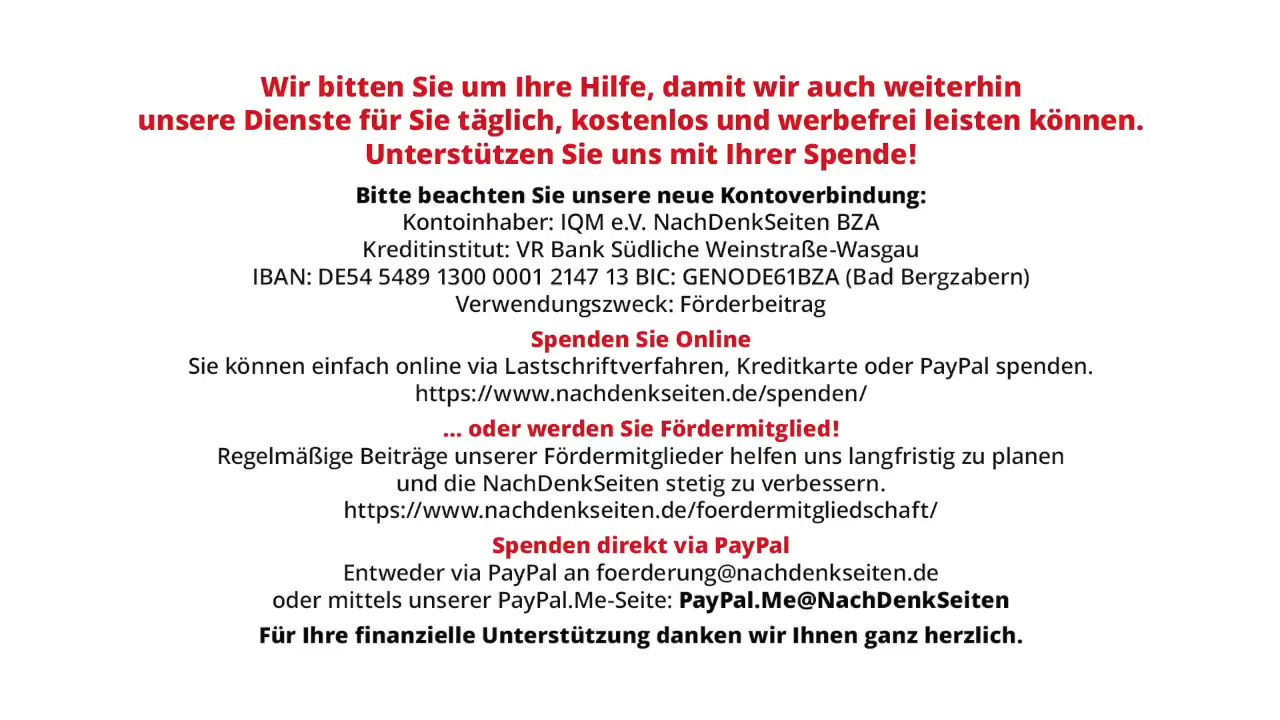 Wir bitten Sie um Ihre Hilfe, damit wir auch weiterhin
unsere Dienste für Sie täglich, kostenlos und werbefrei leisten können.
Unterstützen Sie uns mit Ihrer Spende!
Bitte beachten Sie unsere neue Kontoverbindung:
Kontoinhaber: IQM e.V. NachDenkSeiten BZA
Kreditinstitut: VR Bank Südliche Weinstraße-Wasgau
IBAN: DE54 5489 1300 0001 2147 13 BIC: GENODE61BZA (Bad Bergzabern)
Verwendungszweck: Förderbeitrag
Spenden Sie Online
Sie können einfach online via Lastschriftverfahren, Kreditkarte oder PayPal spenden.
https://www.nachdenkseiten.de/spenden/
... oder werden Sie Fördermitglied!
Regelmäßige Beiträge unserer Fördermitglieder helfen uns langfristig zu planen
und die NachDenkSeiten stetig zu verbessern.
https://www.nachdenkseiten.de/foerdermitgliedschaft/
Spenden direkt via PayPal
Entweder via PayPal an foerderung@nachdenkseiten.de
oder mittels unserer PayPal.Me-Seite: PayPal.Me@NachDenkSeiten
Für Ihre finanzielle Unterstützung danken wir Ihnen ganz herzlich.